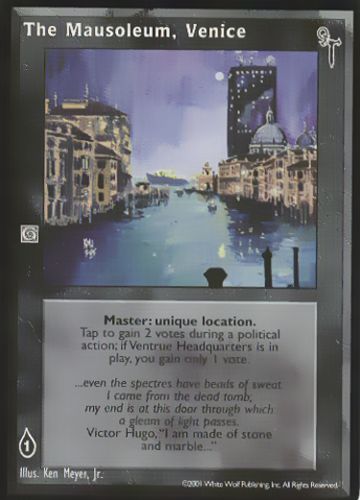 The Mausoleum, Venice
Master: unique location.
Tap to gain 2 votes during a political
action; if Ventrue Headquarters is in
play, you gain only 1 vote.
...even the spectres have beads of sweat
I came from the dead tomb,
my end is at this door through which
a gleam of light passes.
Victor Hugo, "I am made of stone
and marble..."
1
Illus. Ken Meyer, Jr.
©2001 White Wolf Publishing, Inc. All Rights Reserved.